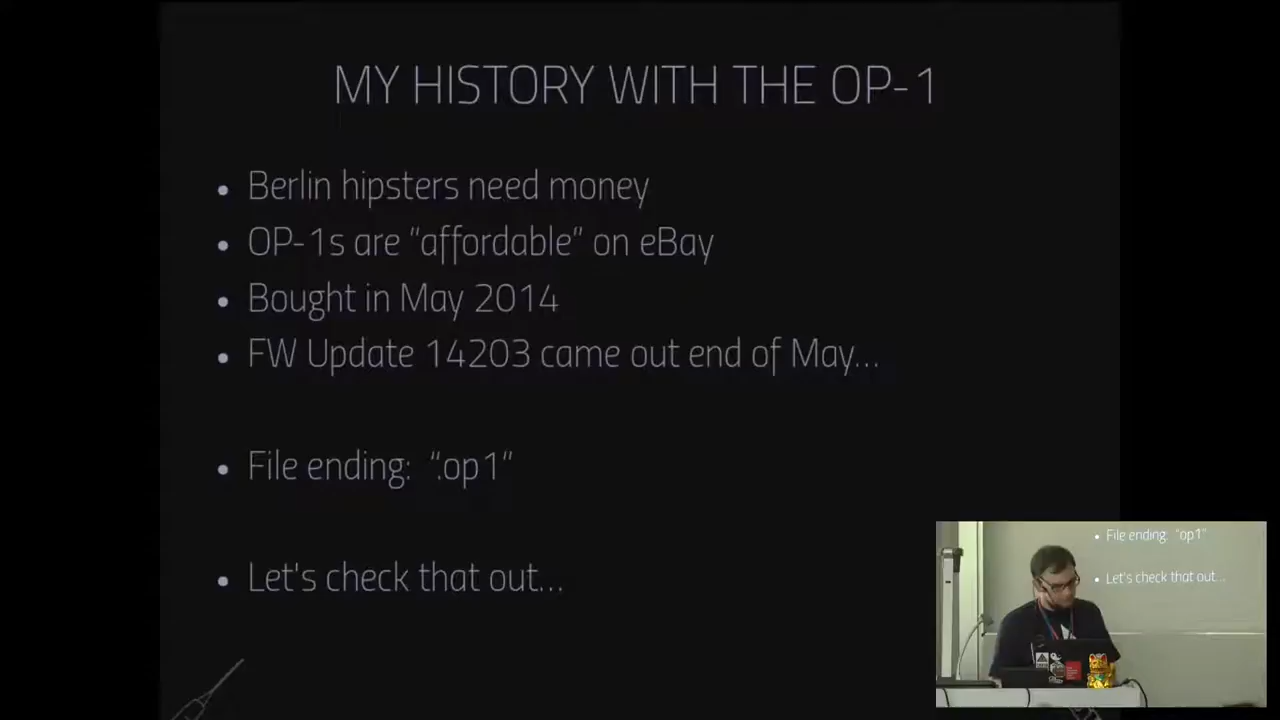 MY HISTORY WITH THE OP-1
• Berlin hipsters need money
• OP-1s are “affordable” on eBay
• Bought in May 2014
• FW Update 14203 came out end of May...
• File ending: “.op1”
• Let's check that out...
• File ending: “op1”
• Let's check that out...